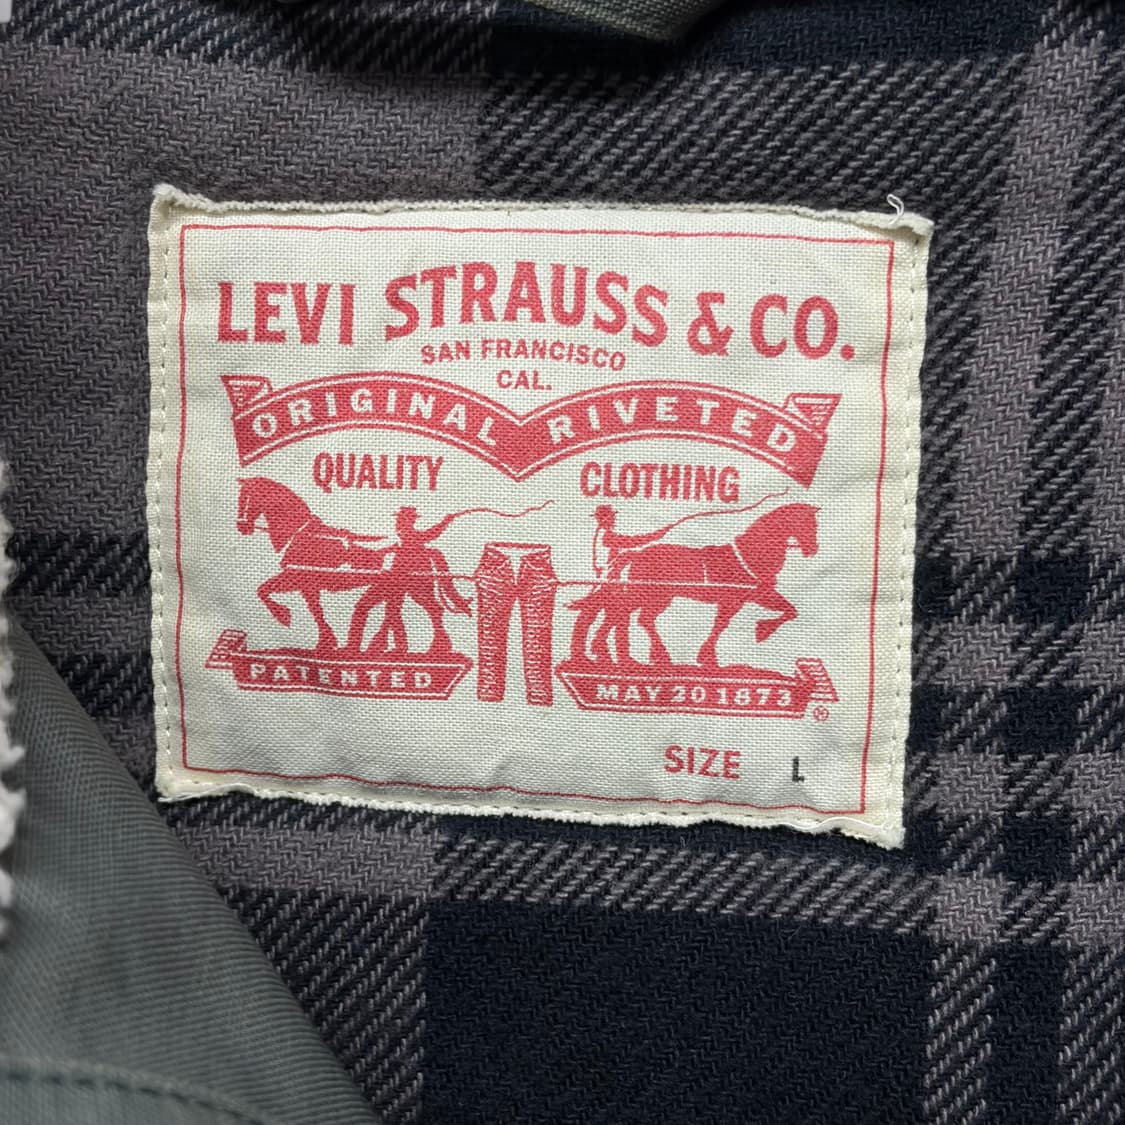 LEVI STRAUSS & CO.
SAN FRANCISCO
CAL.
ORIGINAL RIVETED
QUALITY CLOTHING
PATENTED MAY 20 1873 ®
SIZE L